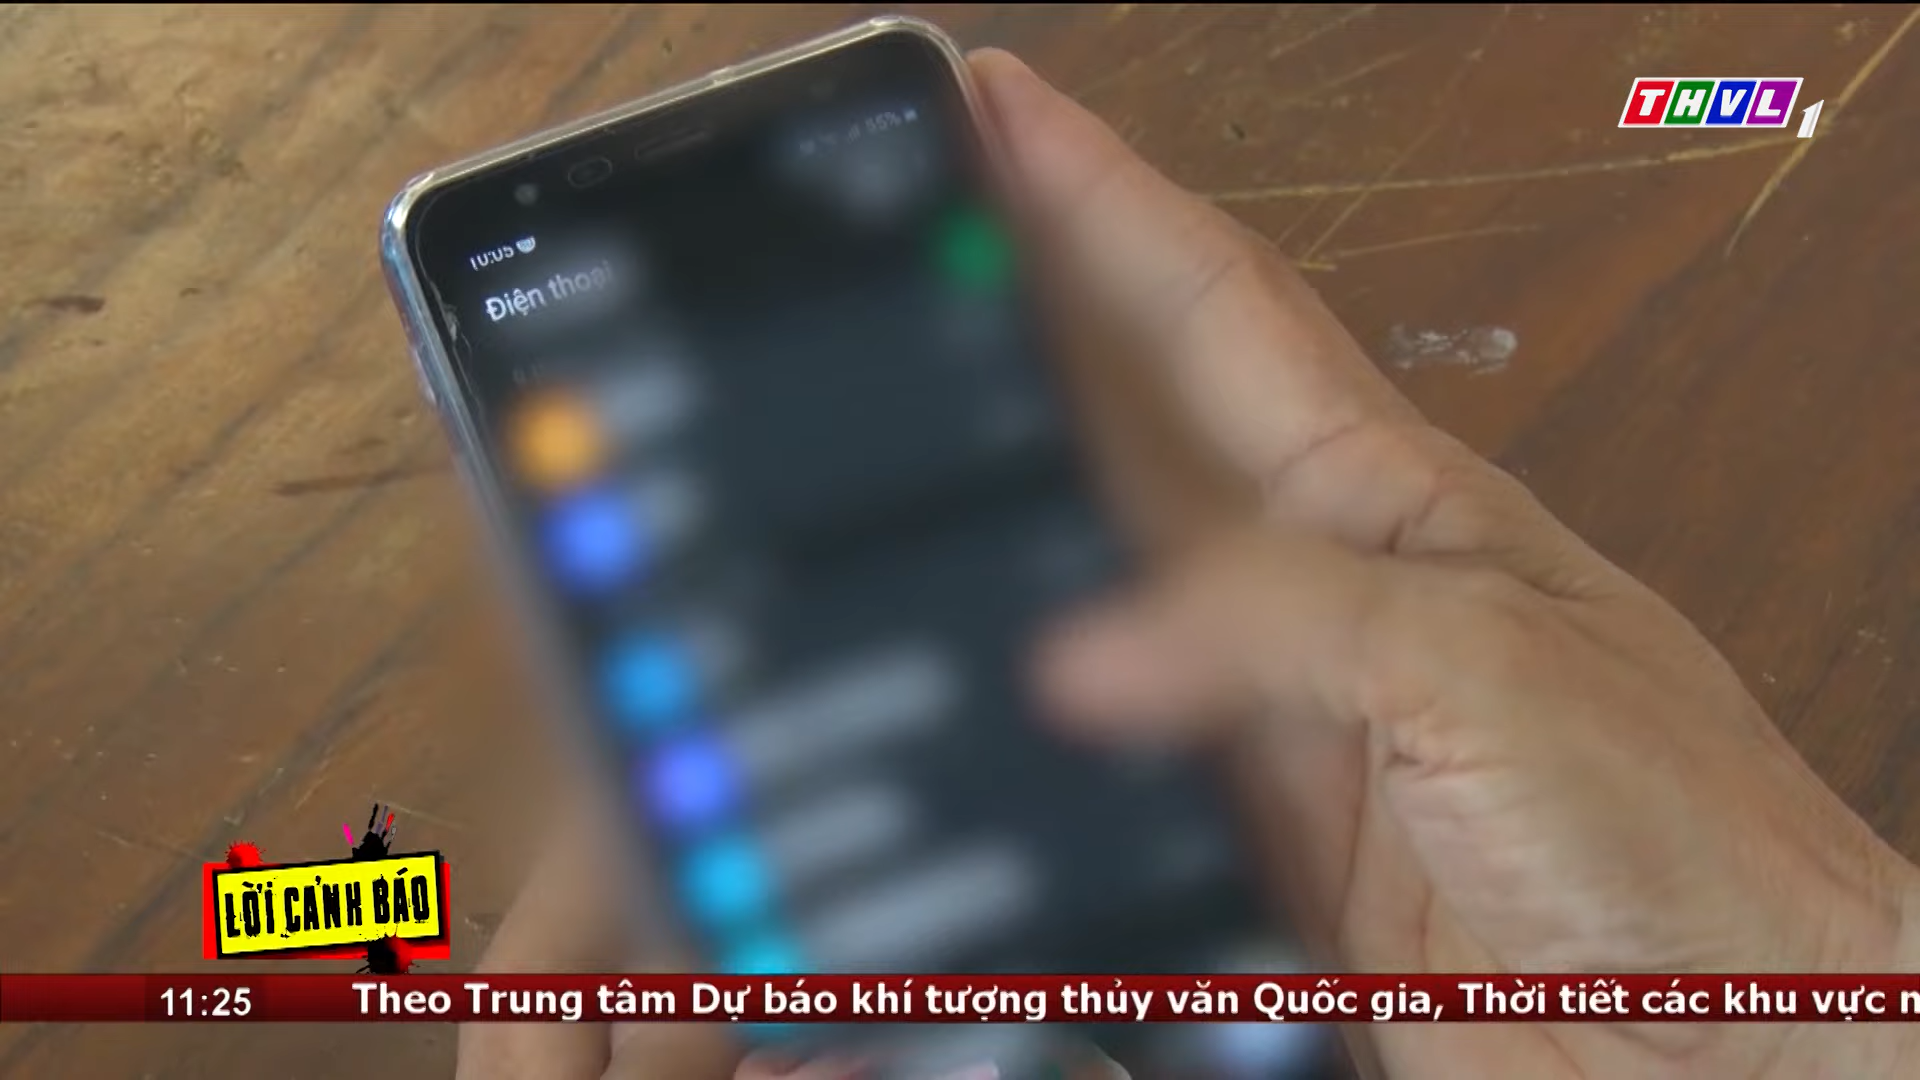 THVL1
55%
10:05
Điện thoại
LỜI CẢNH BÁO
11:25 Theo Trung tâm Dự báo khí tượng thủy văn Quốc gia, Thời tiết các khu vực